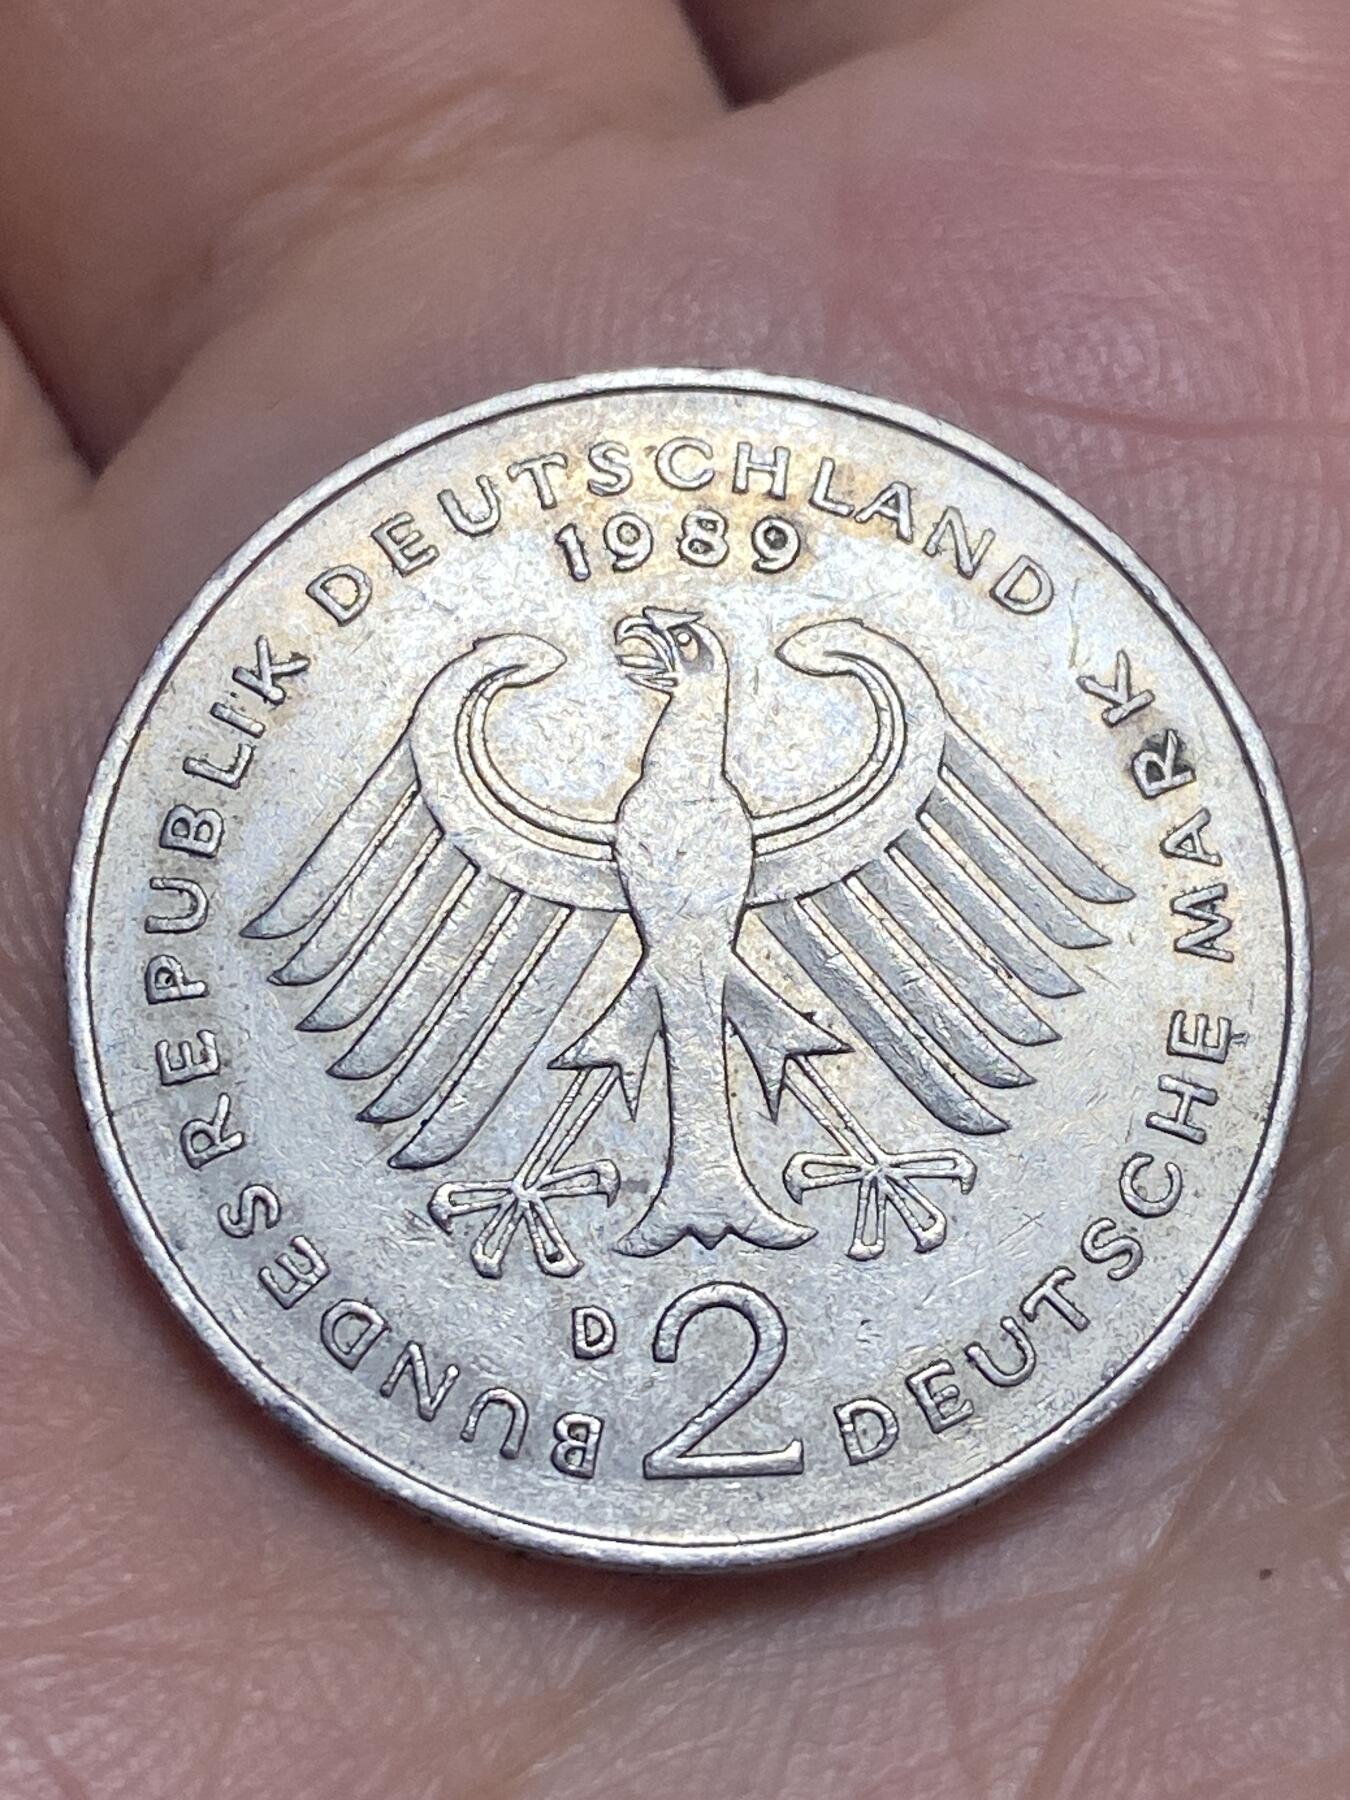 BUNDESREPUBLIK DEUTSCHLAND
1989
D
2
DEUTSCHE MARK